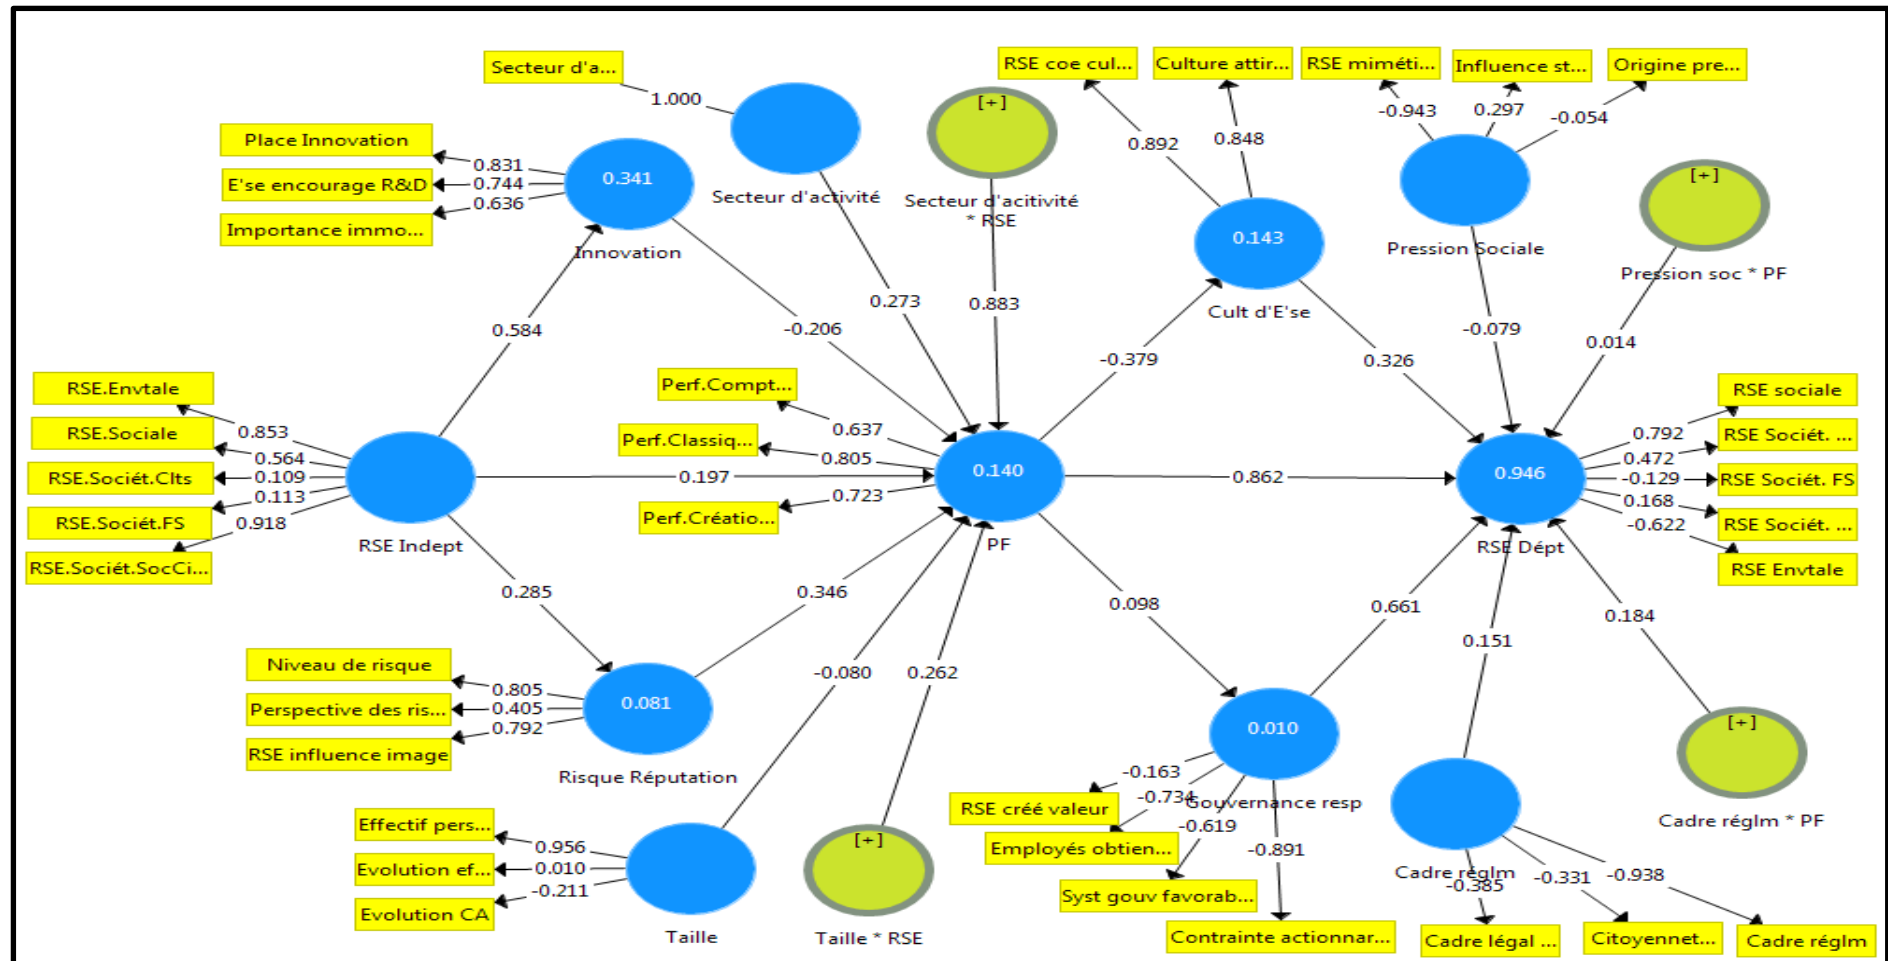 Secteur d'a...
1.000
Secteur d'activité
[+]
Secteur d'acitivité
* RSE
RSE coe cul...
Culture attir...
RSE miméti...
Influence st...
Origine pre...
0.892
0.848
-0.943
0.297
-0.054
Place Innovation
E'se encourage R&D
Importance immo...
0.831
0.744
0.636
0.341
Innovation
0.143
Cult d'E'se
Pression Sociale
[+]
Pression soc * PF
0.584
-0.206
0.273
0.883
-0.379
0.326
-0.079
0.014
RSE.Envtale
RSE.Sociale
RSE.Sociét.Clts
RSE.Sociét.FS
RSE.Sociét.SocCi...
0.853
0.564
0.109
0.113
0.918
RSE Indept
0.197
Perf.Compt...
Perf.Classiq...
Perf.Créatio...
0.637
0.805
0.723
0.140
PF
0.862
0.946
RSE Dépt
0.792
0.472
-0.129
0.168
-0.622
RSE sociale
RSE Sociét. ...
RSE Sociét. FS
RSE Sociét. ...
RSE Envtale
0.285
0.346
-0.080
0.262
0.098
0.661
0.151
0.184
Niveau de risque
Perspective des ris...
RSE influence image
0.805
0.405
0.792
0.081
Risque Réputation
Effectif pers...
Evolution ef...
Evolution CA
0.956
0.010
-0.211
Taille
[+]
Taille * RSE
0.010
Gouvernance resp
-0.163
-0.734
-0.619
-0.891
RSE créé valeur
Employés obtien...
Syst gouv favorab...
Contrainte actionnar...
Cadre réglm
-0.385
-0.331
-0.938
Cadre légal ...
Citoyennet...
Cadre réglm
[+]
Cadre réglm * PF